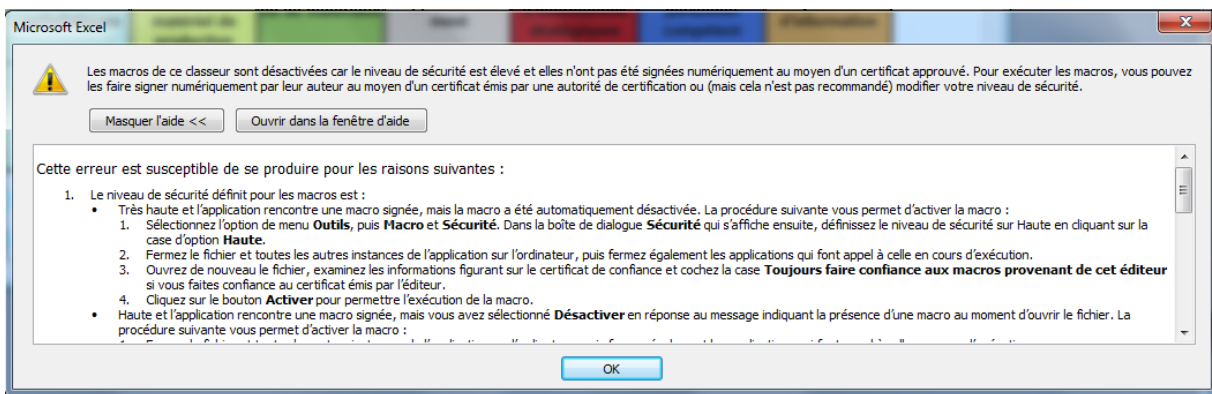 matériel de
d'information
Microsoft Excel
Les macros de ce classeur sont désactivées car le niveau de sécurité est élevé et elles n'ont pas été signées numériquement au moyen d'un certificat approuvé. Pour exécuter les macros, vous pouvez
les faire signer numériquement par leur auteur au moyen d'un certificat émis par une autorité de certification ou (mais cela n'est pas recommandé) modifier votre niveau de sécurité.
Masquer l'aide << Ouvrir dans la fenêtre d'aide
Cette erreur est susceptible de se produire pour les raisons suivantes :
1. Le niveau de sécurité définit pour les macros est :
• Très haute et l'application rencontre une macro signée, mais la macro a été automatiquement désactivée. La procédure suivante vous permet d'activer la macro :
1. Sélectionnez l'option de menu Outils, puis Macro et Sécurité. Dans la boîte de dialogue Sécurité qui s'affiche ensuite, définissez le niveau de sécurité sur Haute en cliquant sur la
case d'option Haute.
2. Fermez le fichier et toutes les autres instances de l'application sur l'ordinateur, puis fermez également les applications qui font appel à celle en cours d'exécution.
3. Ouvrez de nouveau le fichier, examinez les informations figurant sur le certificat de confiance et cochez la case Toujours faire confiance aux macros provenant de cet éditeur
si vous faites confiance au certificat émis par l'éditeur.
4. Cliquez sur le bouton Activer pour permettre l'exécution de la macro.
• Haute et l'application rencontre une macro signée, mais vous avez sélectionné Désactiver en réponse au message indiquant la présence d'une macro au moment d'ouvrir le fichier. La
procédure suivante vous permet d'activer la macro :
OK